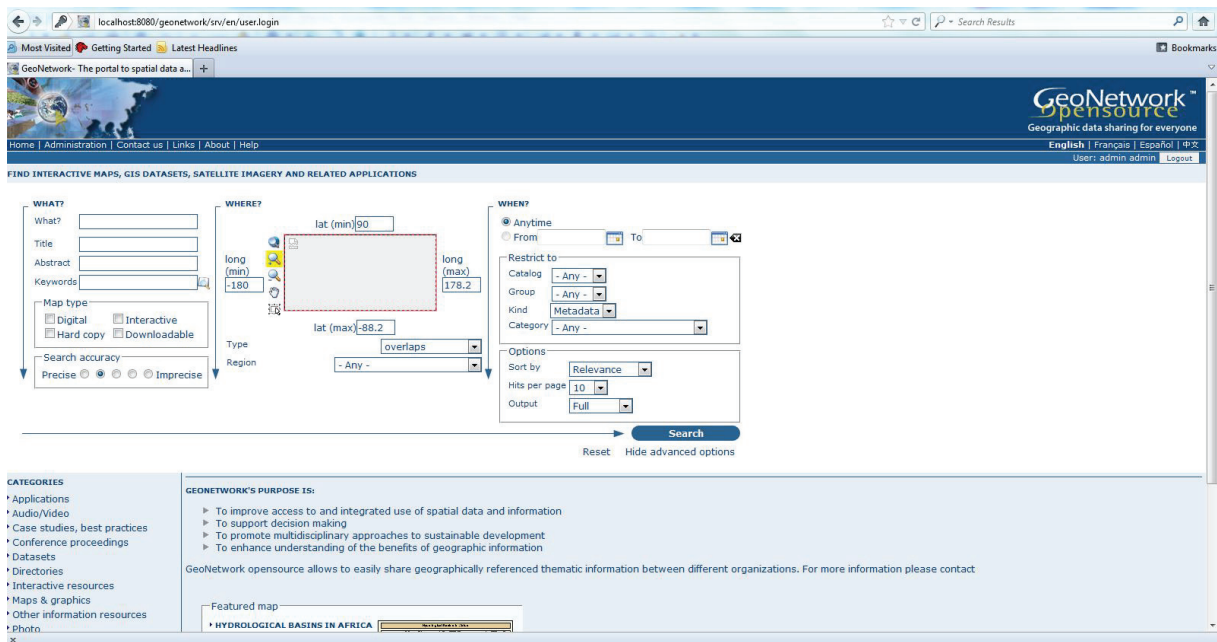 localhost:8080/geonetwork/srv/en/user.login
Search Results
Most Visited Getting Started Latest Headlines
Bookmarks
GeoNetwork- The portal to spatial data a...
GeoNetwork™
Opensource
Geographic data sharing for everyone
Home | Administration | Contact us | Links | About | Help
English | Français | Español | 中文
User: admin admin Logout
FIND INTERACTIVE MAPS, GIS DATASETS, SATELLITE IMAGERY AND RELATED APPLICATIONS
WHAT?
What?
Title
Abstract
Keywords
Map type
Digital Interactive
Hard copy Downloadable
Search accuracy
Precise Imprecise
WHERE?
lat (min) 90
long (min) -180
long (max) 178.2
lat (max) -88.2
Type overlaps
Region - Any -
WHEN?
Anytime
From To
Restrict to
Catalog - Any -
Group - Any -
Kind Metadata
Category - Any -
Options
Sort by Relevance
Hits per page 10
Output Full
Search
Reset Hide advanced options
CATEGORIES
Applications
Audio/Video
Case studies, best practices
Conference proceedings
Datasets
Directories
Interactive resources
Maps & graphics
Other information resources
Photo
GEONETWORK'S PURPOSE IS:
To improve access to and integrated use of spatial data and information
To support decision making
To promote multidisciplinary approaches to sustainable development
To enhance understanding of the benefits of geographic information
GeoNetwork opensource allows to easily share geographically referenced thematic information between different organizations. For more information please contact
Featured map
HYDROLOGICAL BASINS IN AFRICA